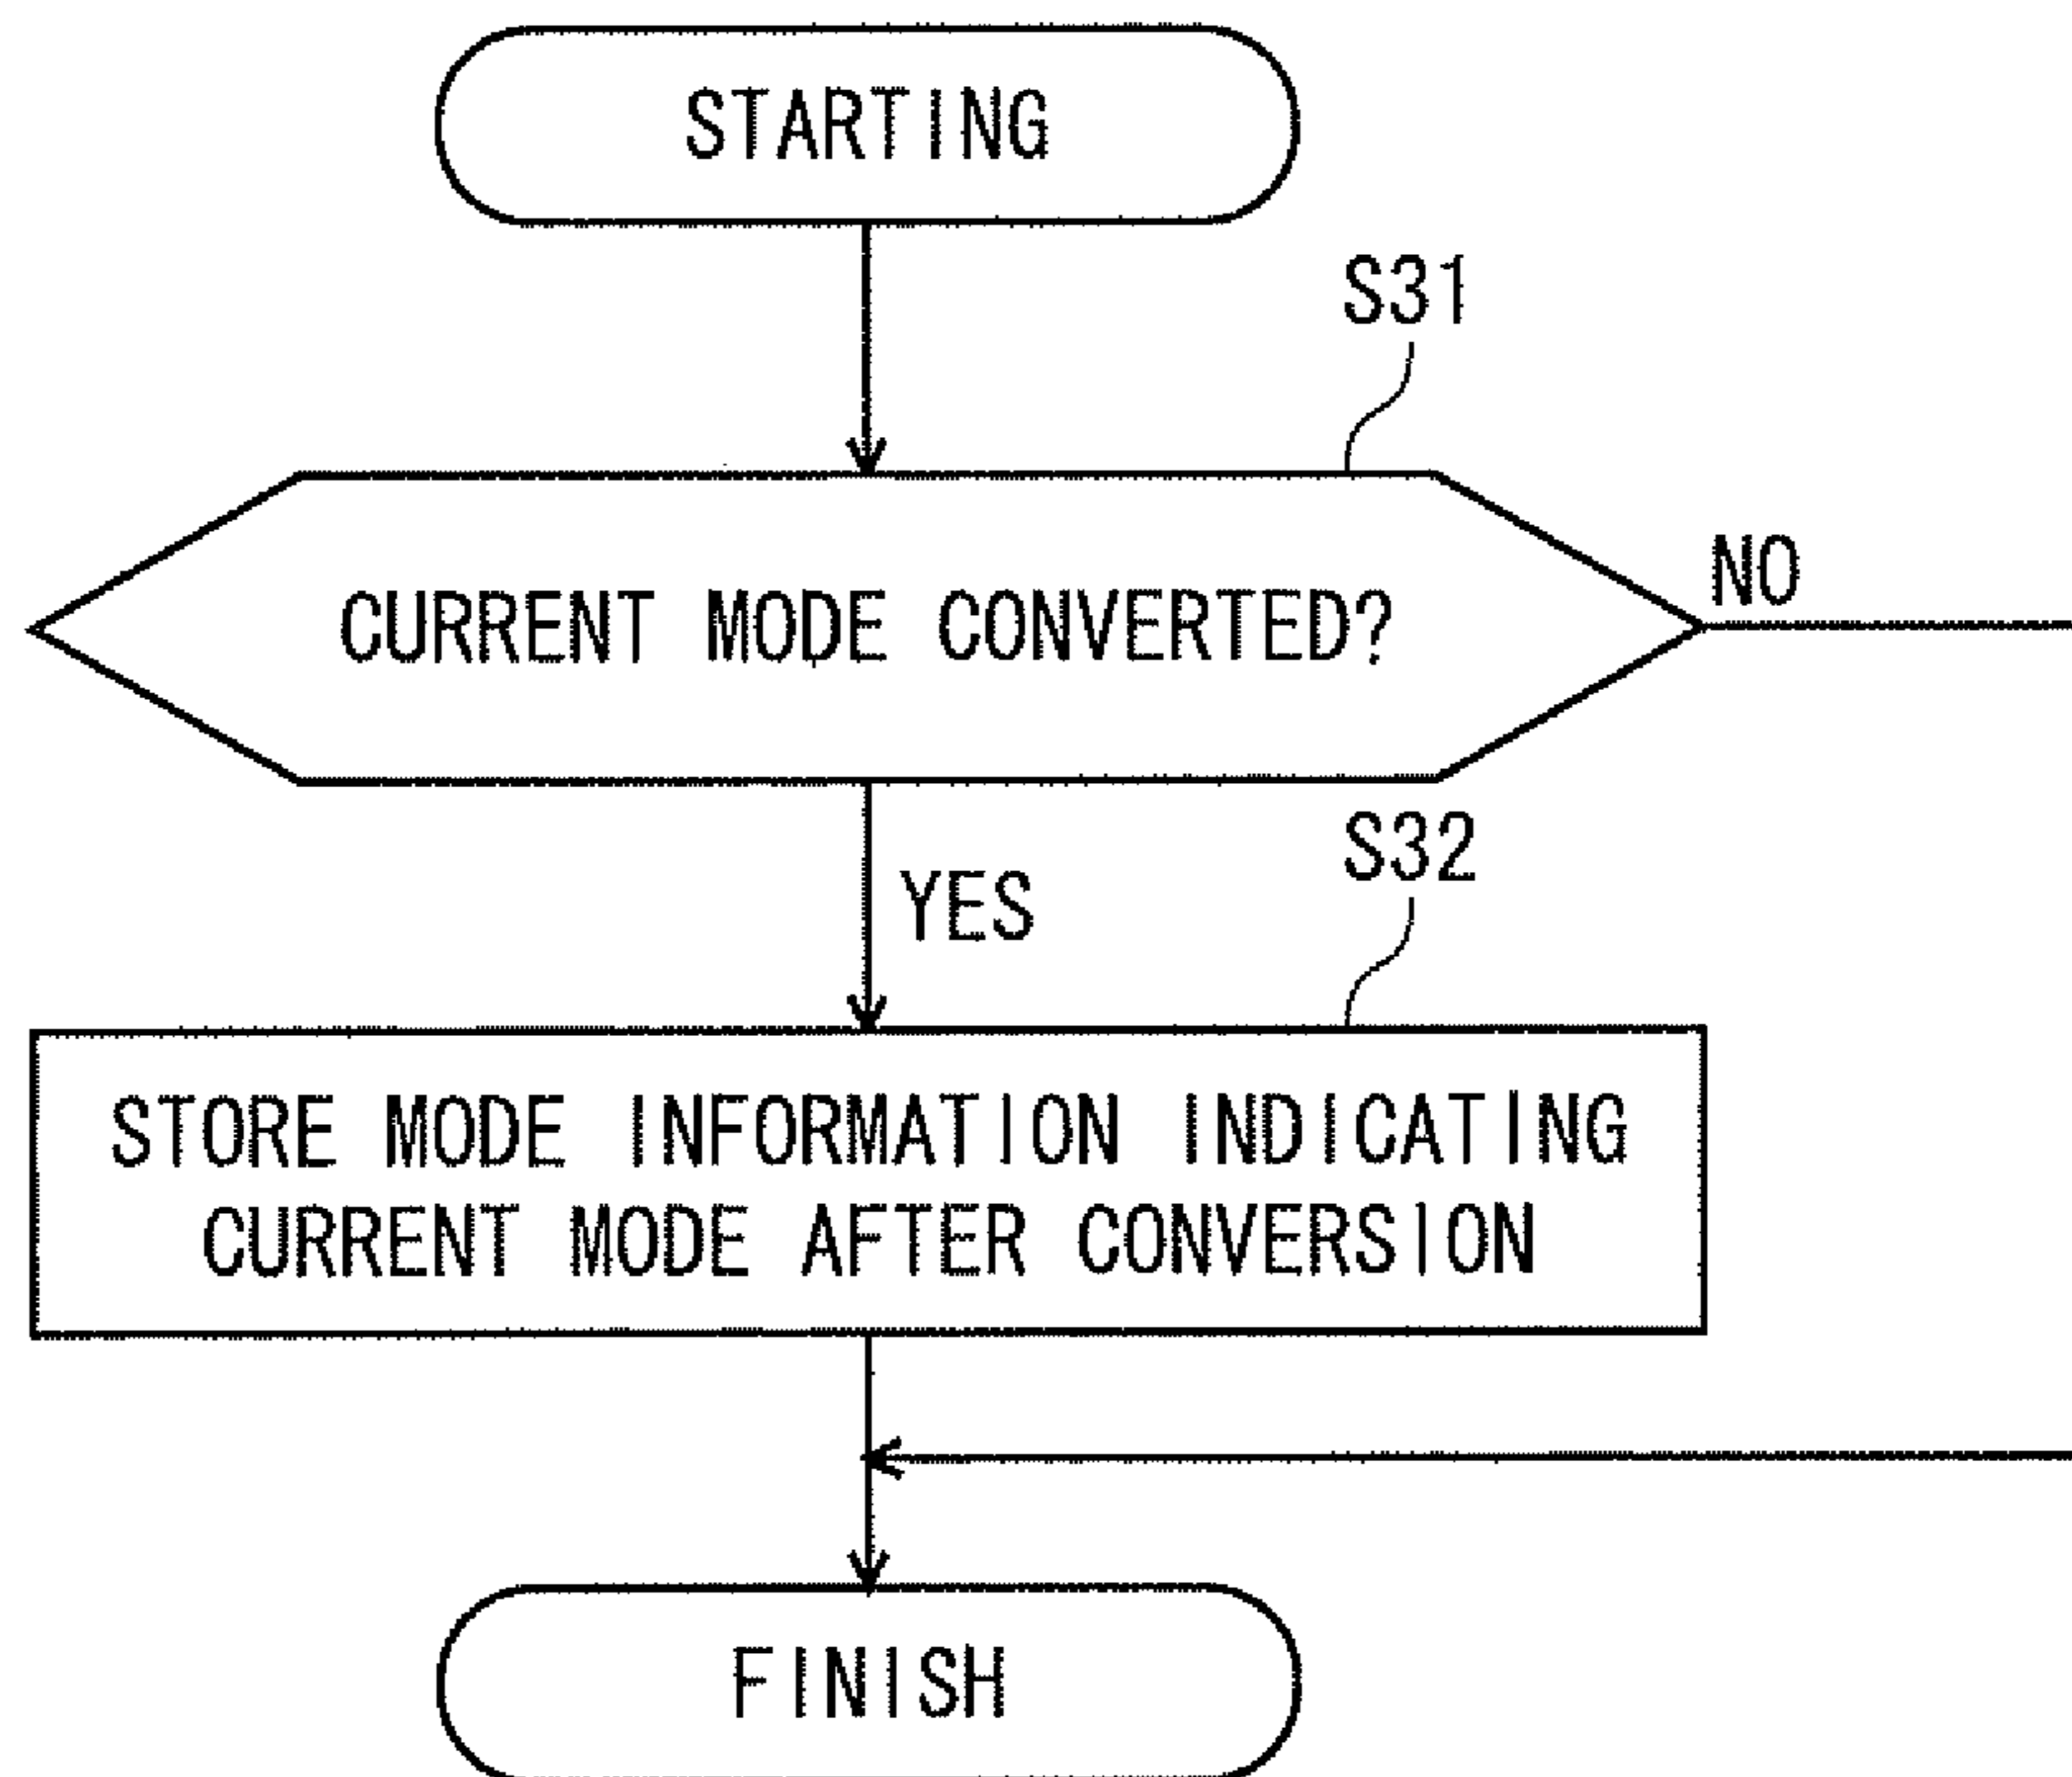 STARTING
S31
CURRENT MODE CONVERTED?
NO
YES
S32
STORE MODE INFORMATION INDICATING
CURRENT MODE AFTER CONVERSION
FINISH